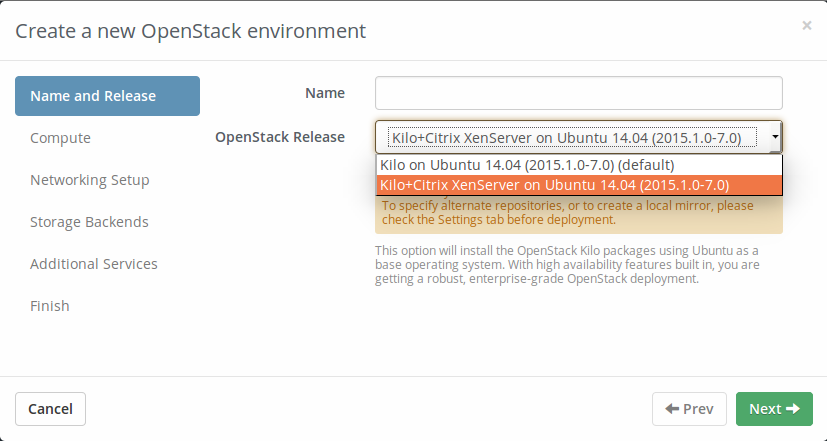 Create a new OpenStack environment
×
Name and Release
Compute
Networking Setup
Storage Backends
Additional Services
Finish
Name
OpenStack Release
Kilo+Citrix XenServer on Ubuntu 14.04 (2015.1.0-7.0)
Kilo on Ubuntu 14.04 (2015.1.0-7.0) (default)
Kilo+Citrix XenServer on Ubuntu 14.04 (2015.1.0-7.0)
To specify alternate repositories, or to create a local mirror, please
check the Settings tab before deployment.
This option will install the OpenStack Kilo packages using Ubuntu as a
base operating system. With high availability features built in, you are
getting a robust, enterprise-grade OpenStack deployment.
Cancel
Prev
Next